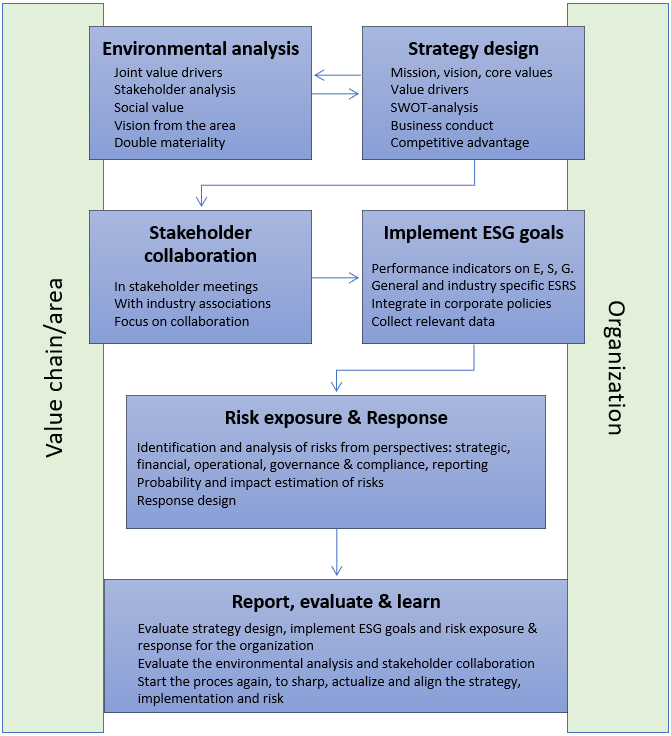 Environmental analysis
Joint value drivers
Stakeholder analysis
Social value
Vision from the area
Double materiality
Strategy design
Mission, vision, core values
Value drivers
SWOT-analysis
Business conduct
Competitive advantage
Stakeholder
collaboration
In stakeholder meetings
With industry associations
Focus on collaboration
Implement ESG goals
Performance indicators on E, S, G.
General and industry specific ESRS
Integrate in corporate policies
Collect relevant data
Value chain/area
Organization
Risk exposure & Response
Identification and analysis of risks from perspectives: strategic,
financial, operational, governance & compliance, reporting
Probability and impact estimation of risks
Response design
Report, evaluate & learn
Evaluate strategy design, implement ESG goals and risk exposure &
response for the organization
Evaluate the environmental analysis and stakeholder collaboration
Start the proces again, to sharp, actualize and align the strategy,
implementation and risk